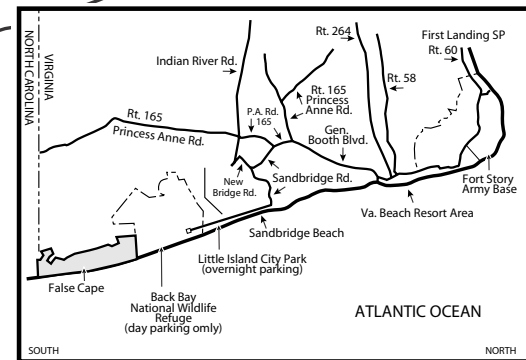 Rt. 264
First Landing SP
Rt. 60
Indian River Rd.
Rt. 58
Rt. 165
Princess
Anne Rd.
P.A. Rd.
165
NORTH CAROLINA
VIRGINIA
Rt. 165
Princess Anne Rd.
Gen.
Booth Blvd.
New
Bridge Rd.
Sandbridge Rd.
Fort Story
Army Base
Va. Beach Resort Area
Sandbridge Beach
Little Island City Park
(overnight parking)
False Cape
Back Bay
National Wildlife
Refuge
(day parking omly)
ATLANTIC OCEAN
SOUTH
NORTH